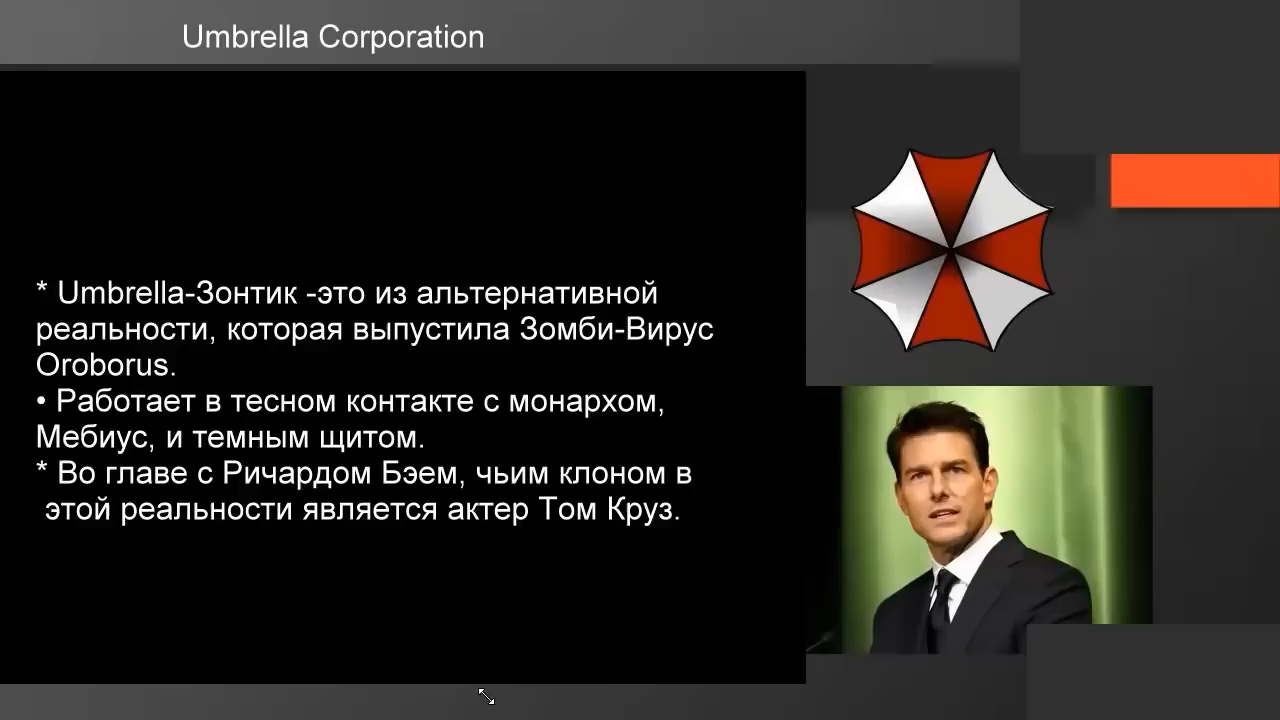 Umbrella Corporation
* Umbrella-Зонтик -это из альтернативной
реальности, которая выпустила Зомби-Вирус
Oroborus.
• Работает в тесном контакте с монархом,
Мебиус, и темным щитом.
* Во главе с Ричардом Бэем, чьим клоном в
этой реальности является актер Том Круз.